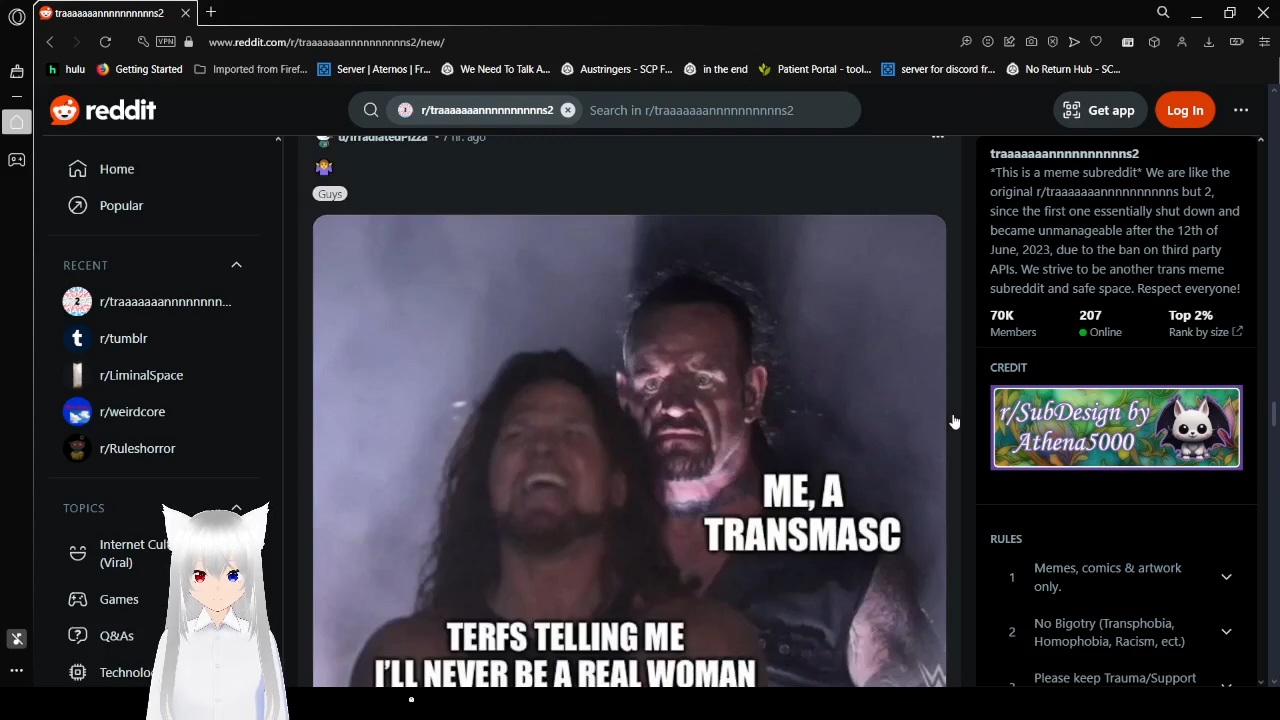 traaaaaaannnnnnnnnns2
VPN
www.reddit.com/r/traaaaaaannnnnnnnnns2/new/
hulu
Getting Started
Imported from Firef...
Server | Aternos | Fr...
We Need To Talk A...
Austringers - SCP F...
in the end
Patient Portal - tool...
server for discord fr...
No Return Hub - SC...
reddit
r/traaaaaaannnnnnnnnns2
Search in r/traaaaaaannnnnnnnnns2
Get app
Log In
Home
Popular
RECENT
r/traaaaaaannnnnnn...
r/tumblr
r/LiminalSpace
r/weirdcore
r/Ruleshorror
TOPICS
Internet Cul
(Viral)
Games
Q&As
Technolo
u/IrradiatedPizza • 7 hr. ago
Guys
ME, A
TRANSMASC
TERFS TELLING ME
I'LL NEVER BE A REAL WOMAN
traaaaaaannnnnnnnnns2
*This is a meme subreddit* We are like the
original r/traaaaaaannnnnnnnnns but 2,
since the first one essentially shut down and
became unmanageable after the 12th of
June, 2023, due to the ban on third party
APIs. We strive to be another trans meme
subreddit and safe space. Respect everyone!
70K
Members
207
Online
Top 2%
Rank by size
CREDIT
r/SubDesign by
Athena5000
RULES
1
Memes, comics & artwork
only.
2
No Bigotry (Transphobia,
Homophobia, Racism, ect.)
Please keep Trauma/Support